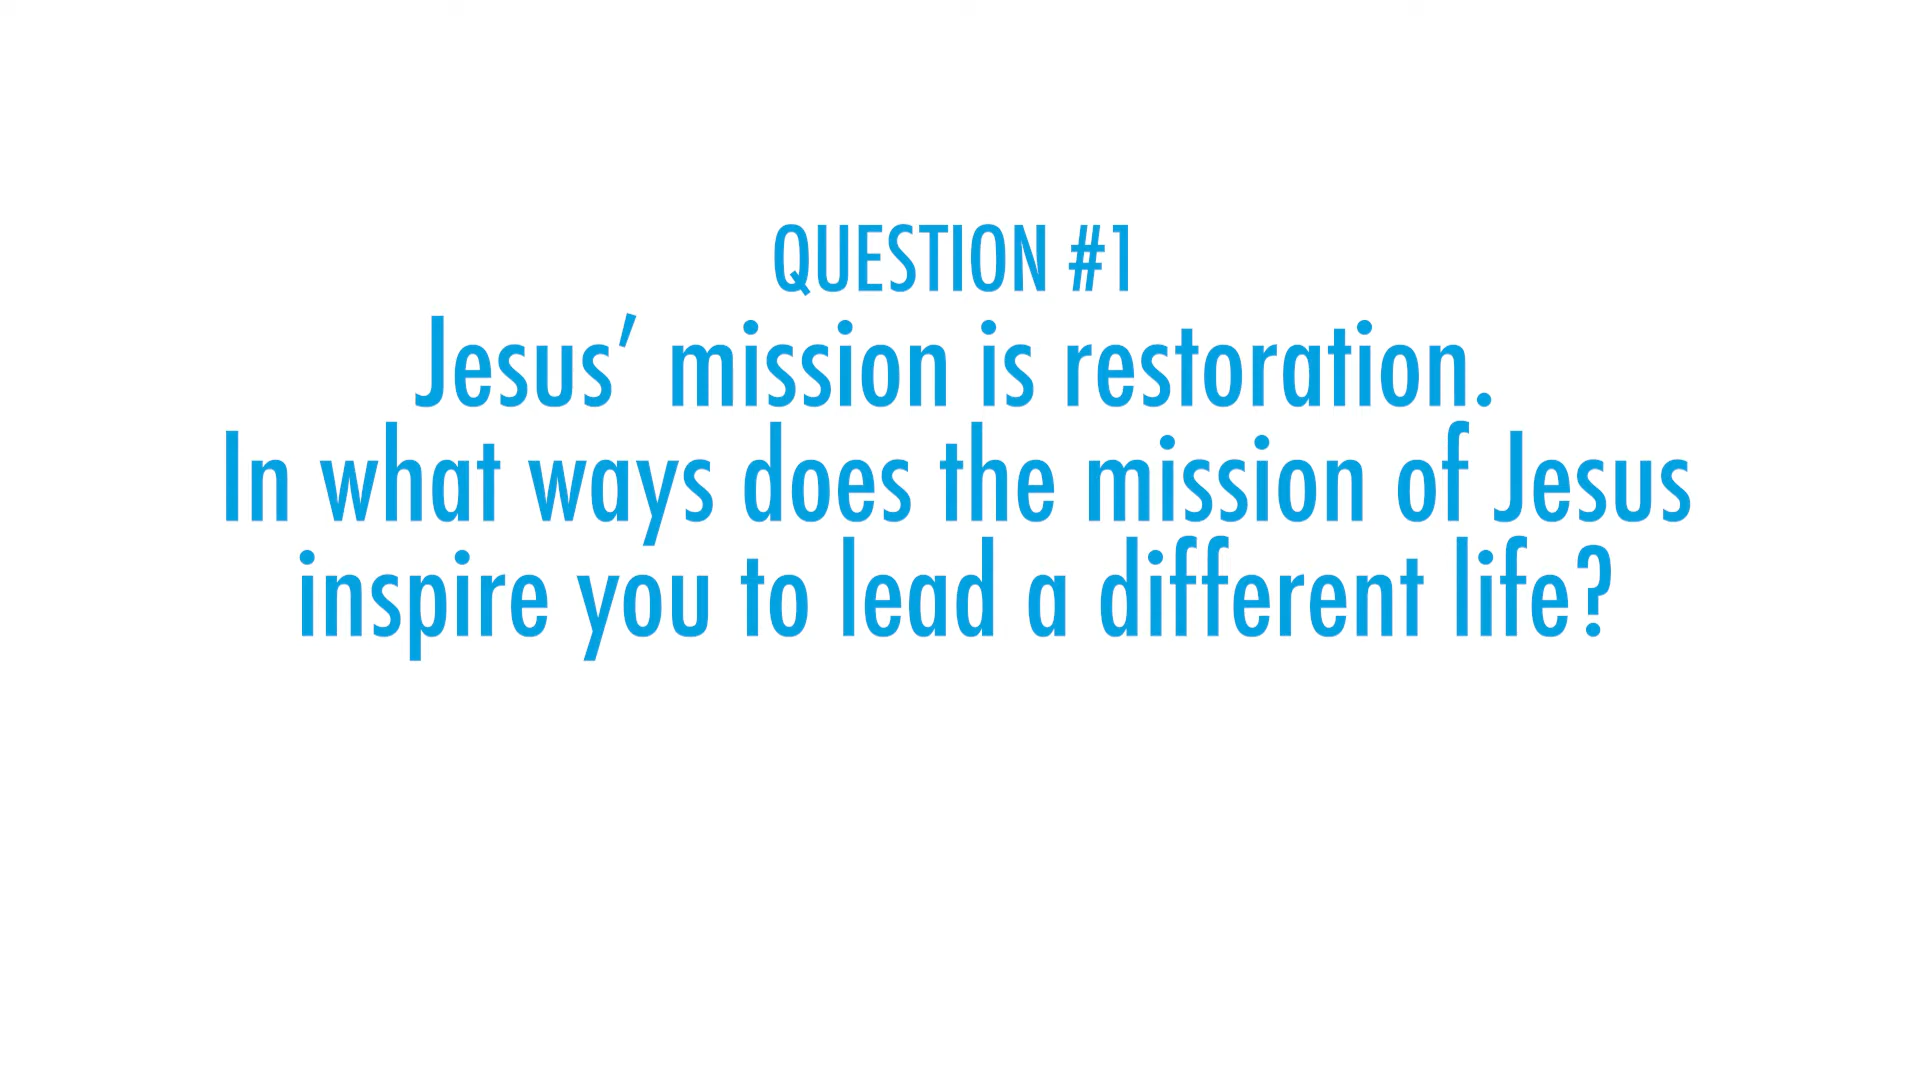 QUESTION #1
Jesus’ mission is restoration.
In what ways does the mission of Jesus
inspire you to lead a different life?